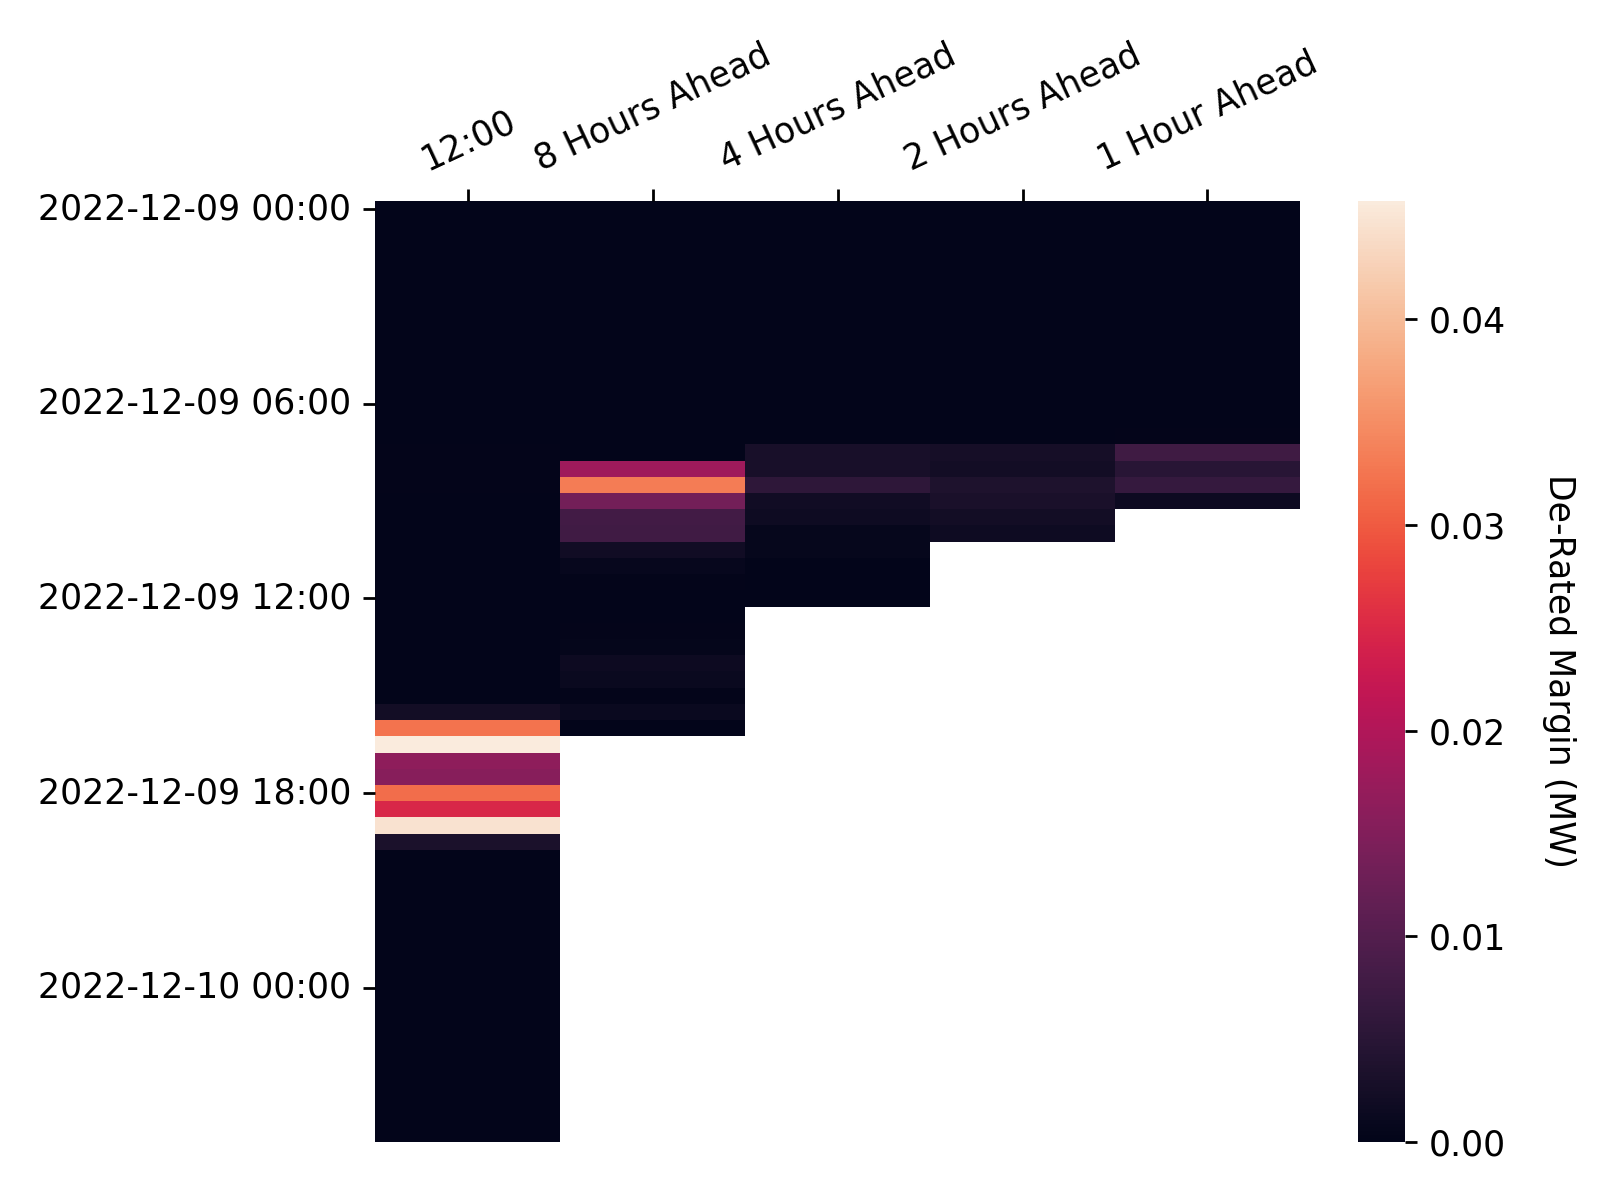 12:00
8 Hours Ahead
4 Hours Ahead
2 Hours Ahead
1 Hour Ahead
2022-12-09 00:00
2022-12-09 06:00
2022-12-09 12:00
2022-12-09 18:00
2022-12-10 00:00
0.04
0.03
0.02
0.01
0.00
De-Rated Margin (MW)